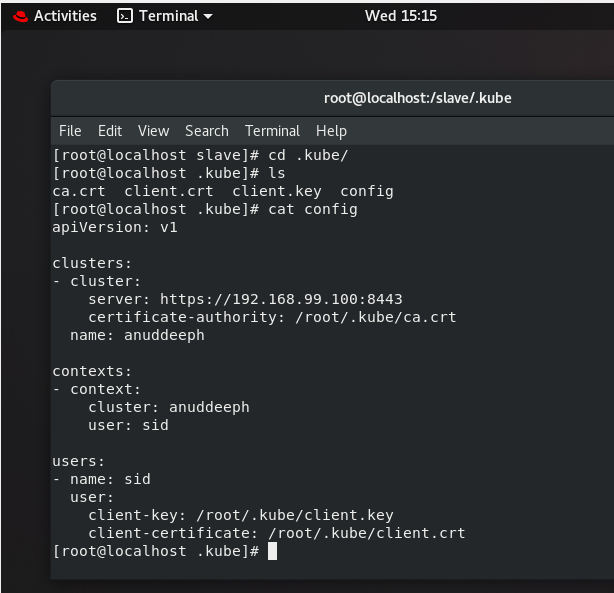 Activities Terminal Wed 15:15
root@localhost:/slave/.kube
File Edit View Search Terminal Help
[root@localhost slave]# cd .kube/
[root@localhost .kube]# ls
ca.crt  client.crt  client.key  config
[root@localhost .kube]# cat config
apiVersion: v1

clusters:
- cluster:
    server: https://192.168.99.100:8443
    certificate-authority: /root/.kube/ca.crt
  name: anuddeeph

contexts:
- context:
    cluster: anuddeeph
    user: sid

users:
- name: sid
  user:
    client-key: /root/.kube/client.key
    client-certificate: /root/.kube/client.crt
[root@localhost .kube]#